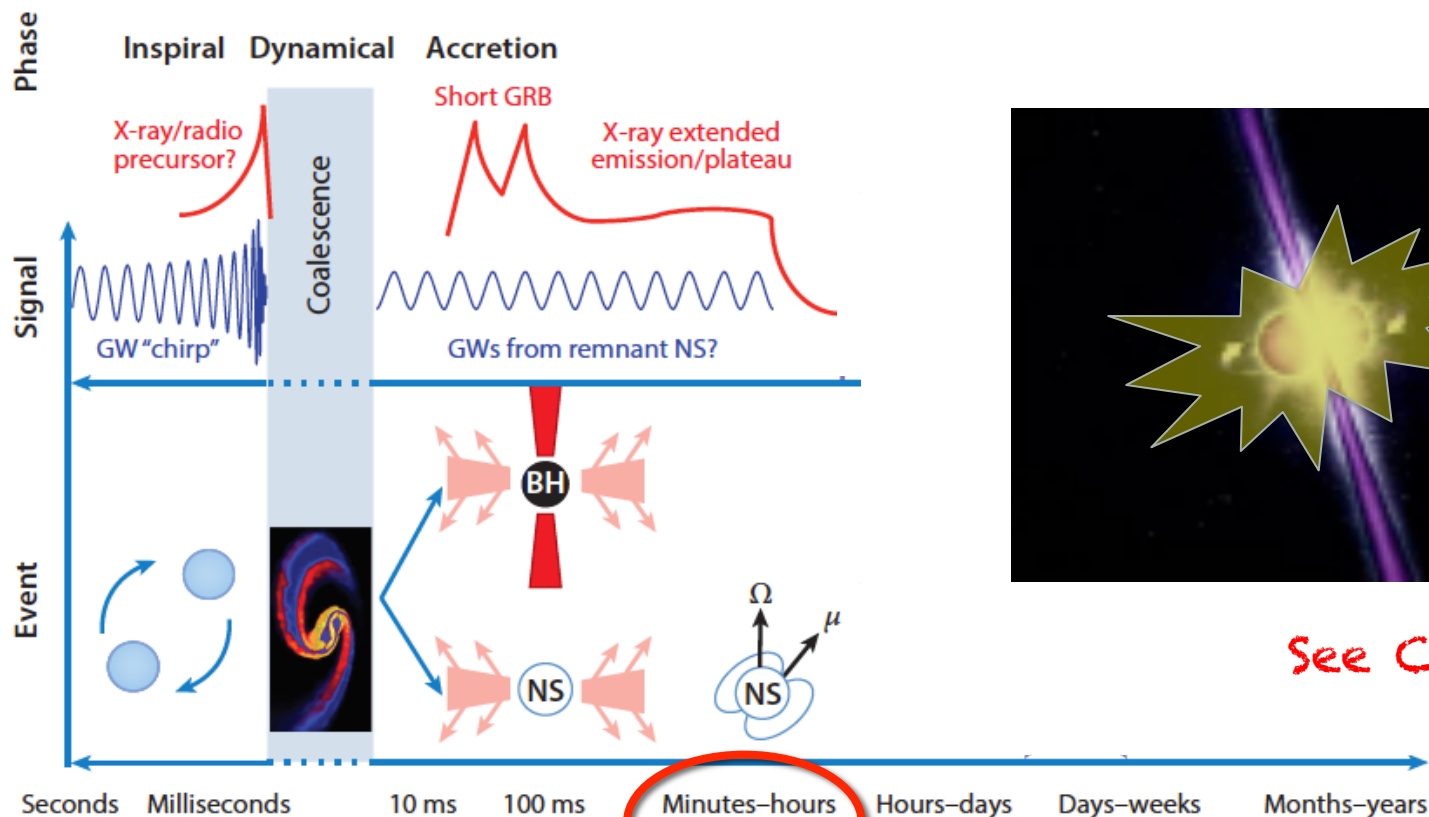 Phase
Inspiral Dynamical Accretion
Signal
X-ray/radio
precursor?
Short GRB
X-ray extended
emission/plateau
Coalescence
GW "chirp"
GWs from remnant NS?
Event
BH
NS
Ω
μ
NS
See C
Seconds Milliseconds 10 ms 100 ms Minutes–hours Hours–days Days–weeks Months–years